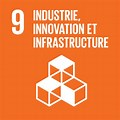 9 INDUSTRIE,
INNOVATION ET
INFRASTRUCTURE